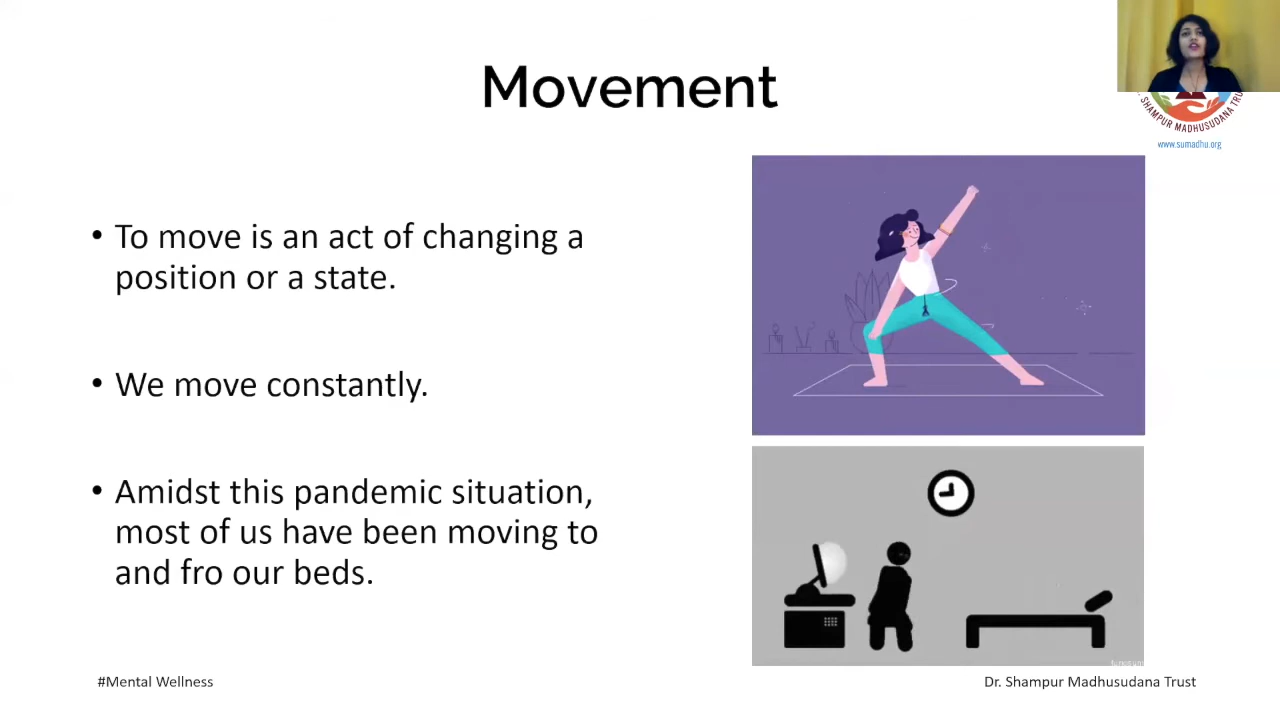 Movement
SHAMPUR MADHUSUDANA TRU
www.sumadhu.org
• To move is an act of changing a
position or a state.
• We move constantly.
• Amidst this pandemic situation,
most of us have been moving to
and fro our beds.
#Mental Wellness
Dr. Shampur Madhusudana Trust